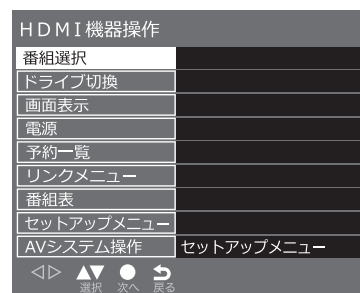 HDMI機器操作
番組選択
ドライブ切換
画面表示
電源
予約一覧
リンクメニュー
番組表
セットアップメニュー
AVシステム操作 セットアップメニュー
選択 次へ 戻る